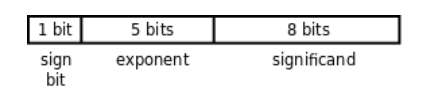 1 bit 5 bits 8 bits
sign exponent significand
bit